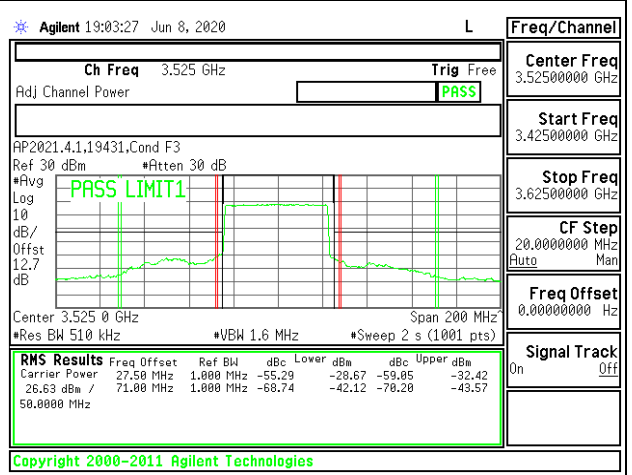 Agilent 19:03:27 Jun 8, 2020 L
Freq/Channel
Ch Freq 3.525 GHz Trig Free
Adj Channel Power PASS
AP2021.4.1,19431,Cond F3
Ref 30 dBm #Atten 30 dB
#Avg
Log
10
dB/
Offst
12.7
dB
PASS LIMIT1
Center 3.525 0 GHz Span 200 MHz^
#Res BW 510 kHz #VBW 1.6 MHz #Sweep 2 s (1001 pts)
RMS Results Freq Offset Ref BW dBc Lower dBm dBc Upper dBm
Carrier Power 27.50 MHz 1.000 MHz -55.29 -28.67 -59.05 -32.42
26.63 dBm / 71.00 MHz 1.000 MHz -68.74 -42.12 -70.20 -43.57
50.0000 MHz
Center Freq
3.52500000 GHz
Start Freq
3.42500000 GHz
Stop Freq
3.62500000 GHz
CF Step
20.0000000 MHz
Auto Man
Freq Offset
0.00000000 Hz
Signal Track
On Off
Copyright 2000-2011 Agilent Technologies